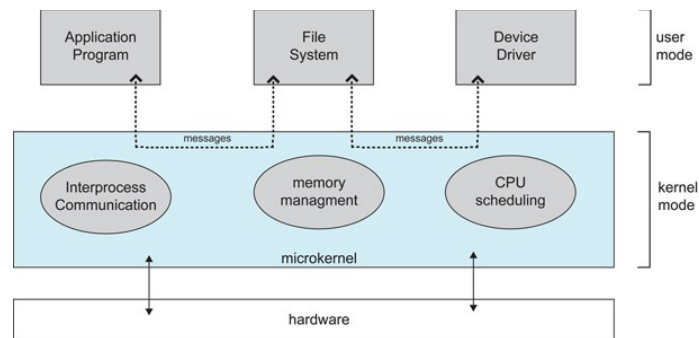 Application
Program
File
System
Device
Driver
user
mode
messages
messages
Interprocess
Communication
memory
managment
CPU
scheduling
kernel
mode
microkernel
hardware